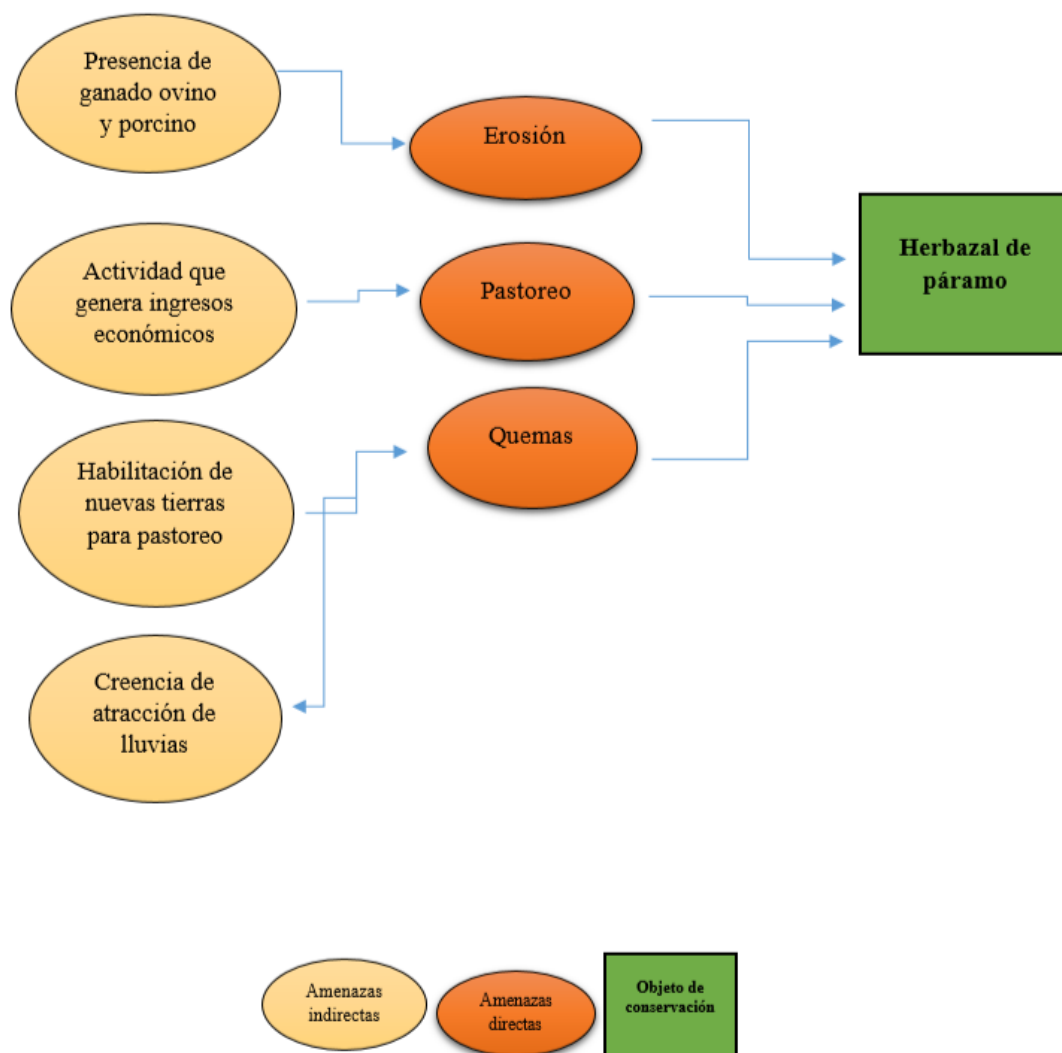 Presencia de
ganado ovino
y porcino
Erosión
Herbazal de
páramo
Actividad que
genera ingresos
económicos
Pastoreo
Habilitación de
nuevas tierras
para pastoreo
Quemas
Creencia de
atracción de
lluvias
Amenazas
indirectas
Amenazas
directas
Objeto de
conservación